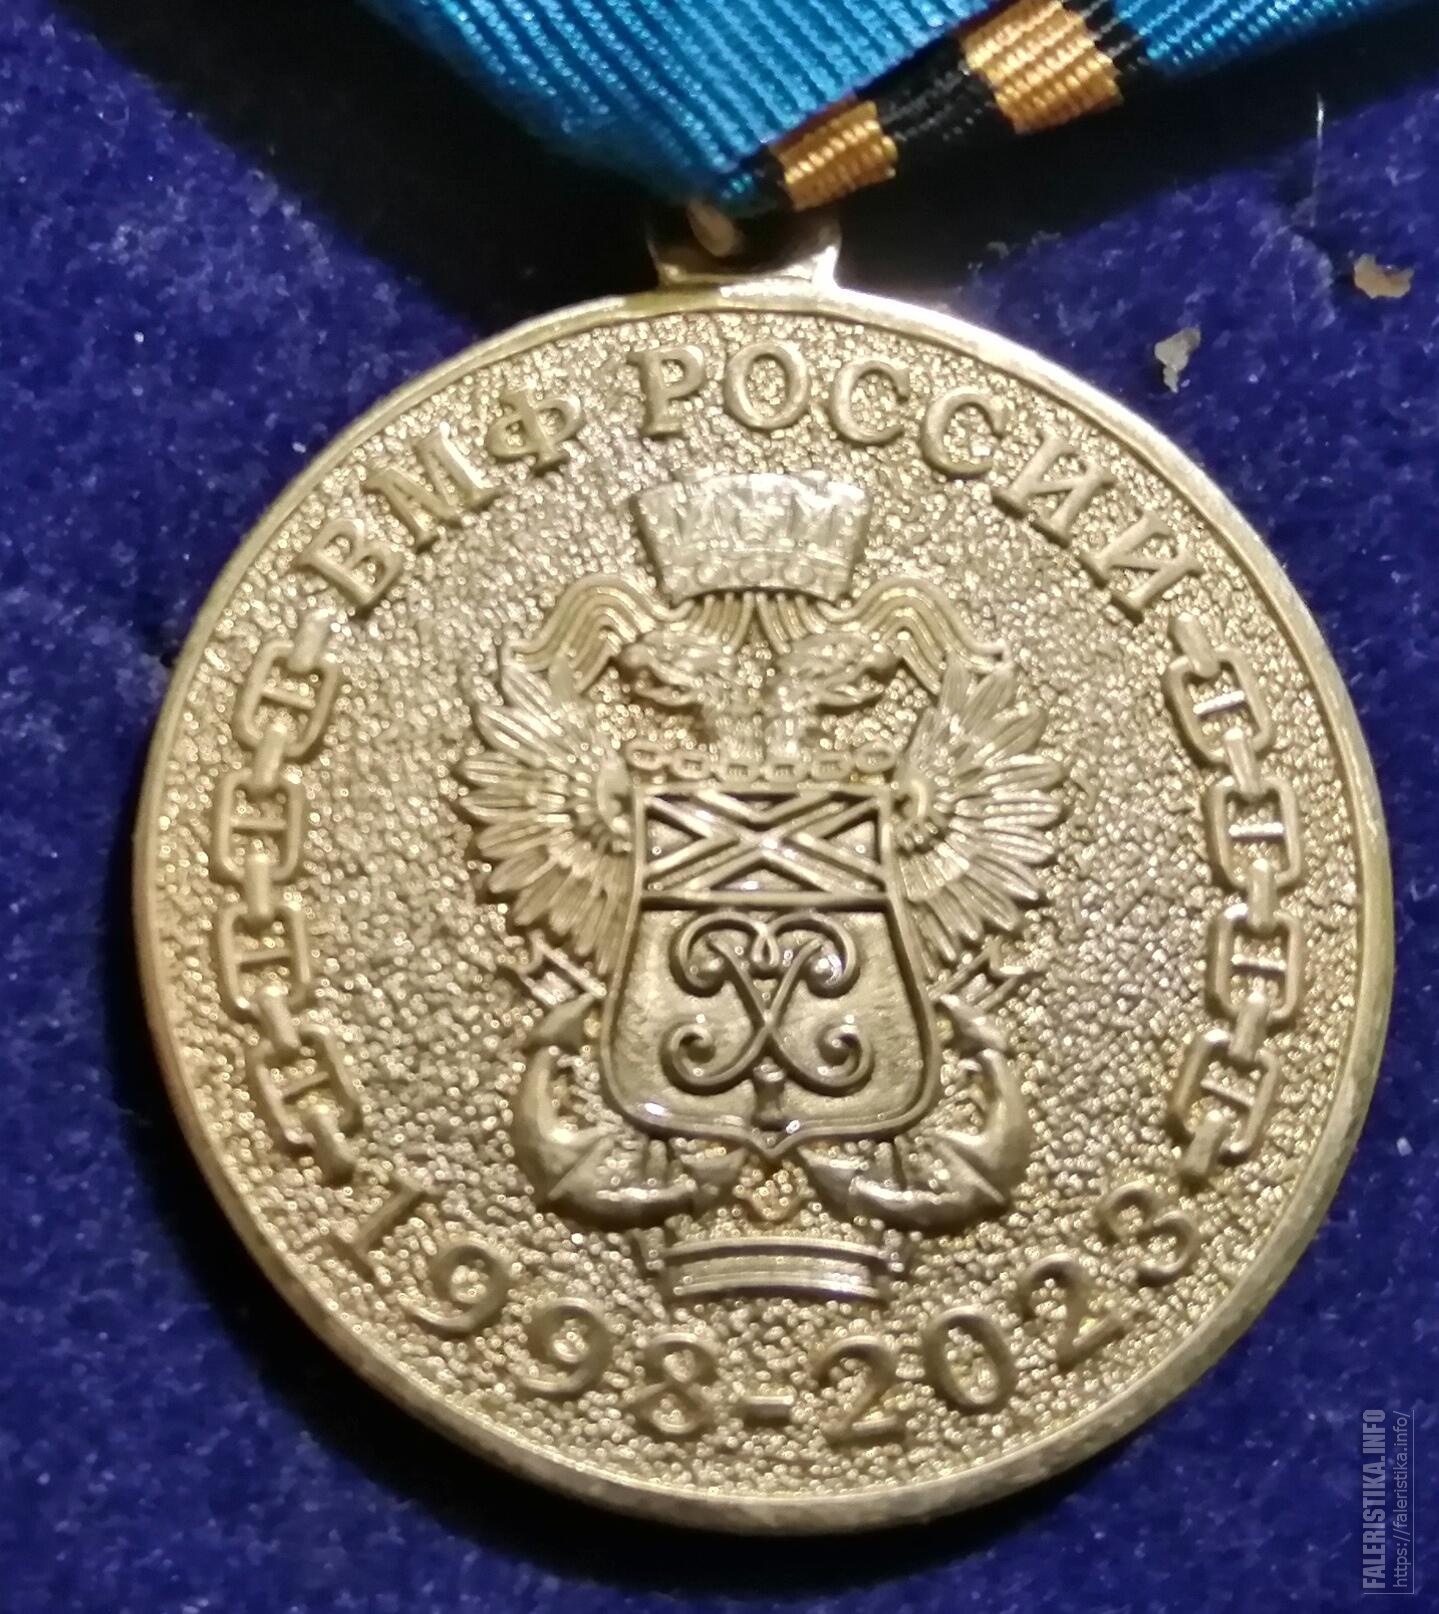 ВМФ РОССИИ
1998-2023
FALERISTIKA.INFO
https://faleristika.info/